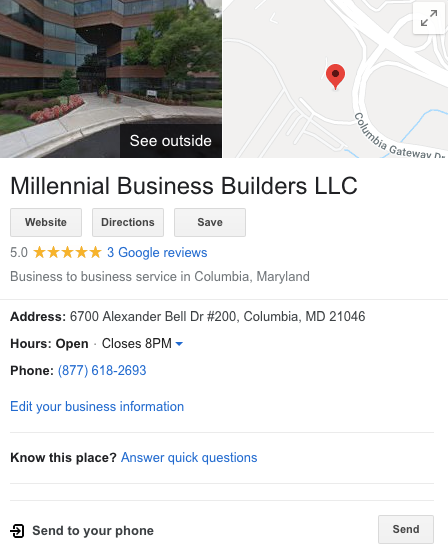 See outside
Columbia Gateway Dr
Millennial Business Builders LLC
Website Directions Save
5.0 3 Google reviews
Business to business service in Columbia, Maryland
Address: 6700 Alexander Bell Dr #200, Columbia, MD 21046
Hours: Open · Closes 8PM
Phone: (877) 618-2693
Edit your business information
Know this place? Answer quick questions
Send to your phone Send